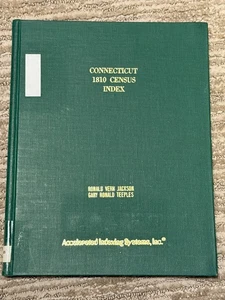 CONNECTICUT
1810 CENSUS
INDEX
RONALD VERN JACKSON
GARY RONALD TEEPLES
Accelerated Indexing Systems, Inc.®